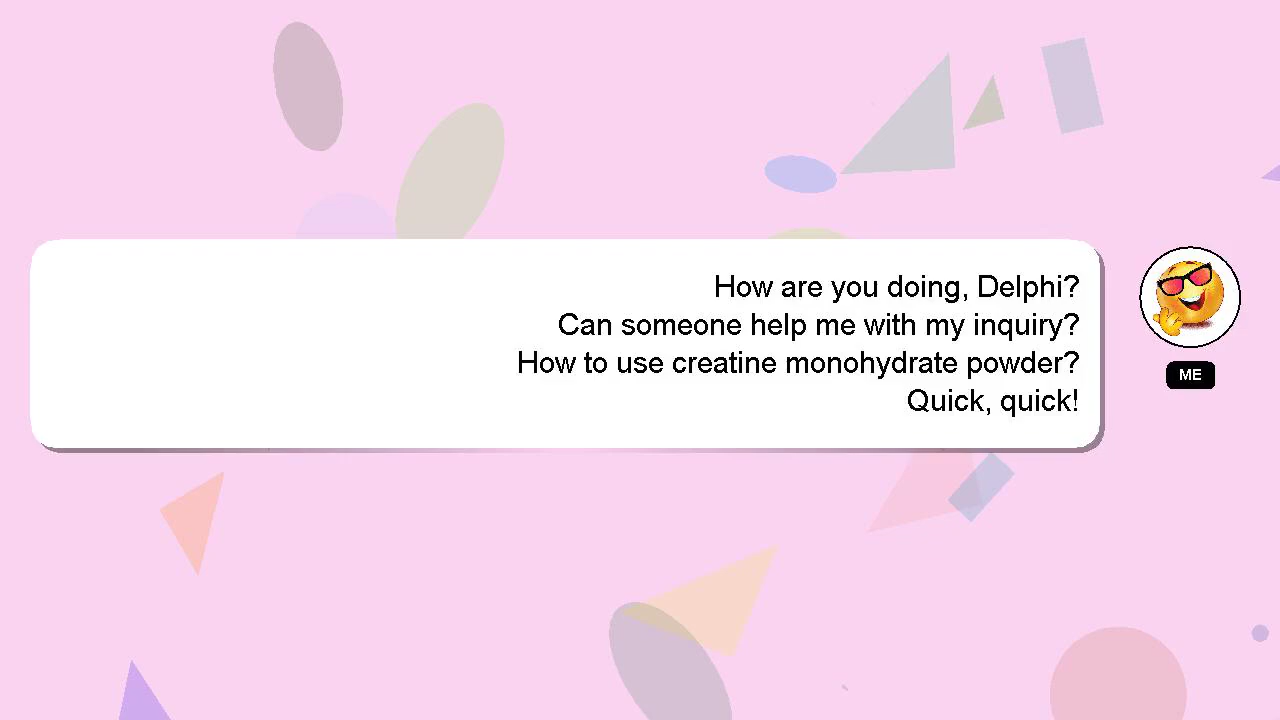 How are you doing, Delphi?
Can someone help me with my inquiry?
How to use creatine monohydrate powder?
Quick, quick!
ME